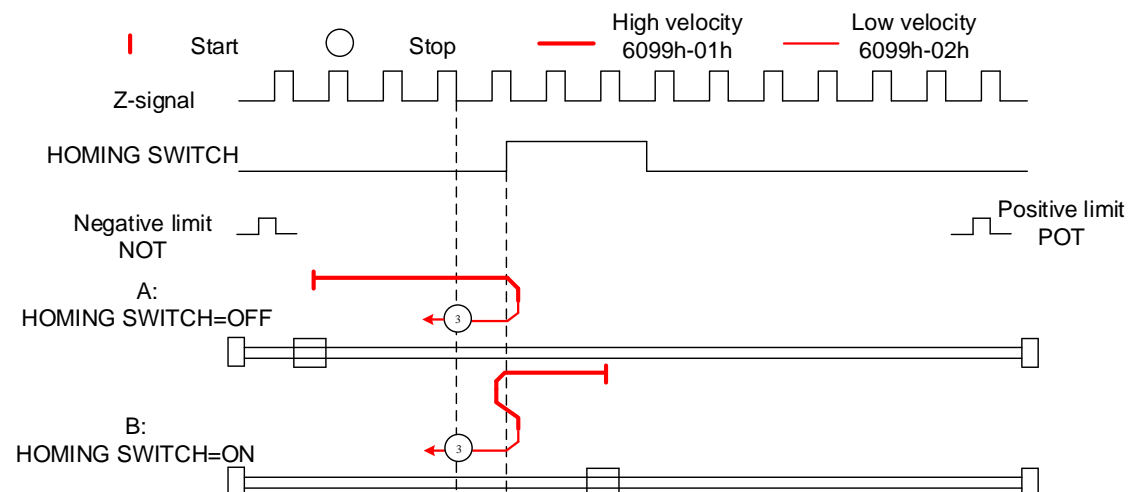 Start
Stop
High velocity
6099h-01h
Low velocity
6099h-02h
Z-signal
HOMING SWITCH
Negative limit
NOT
Positive limit
POT
A:
HOMING SWITCH=OFF
3
B:
HOMING SWITCH=ON
3